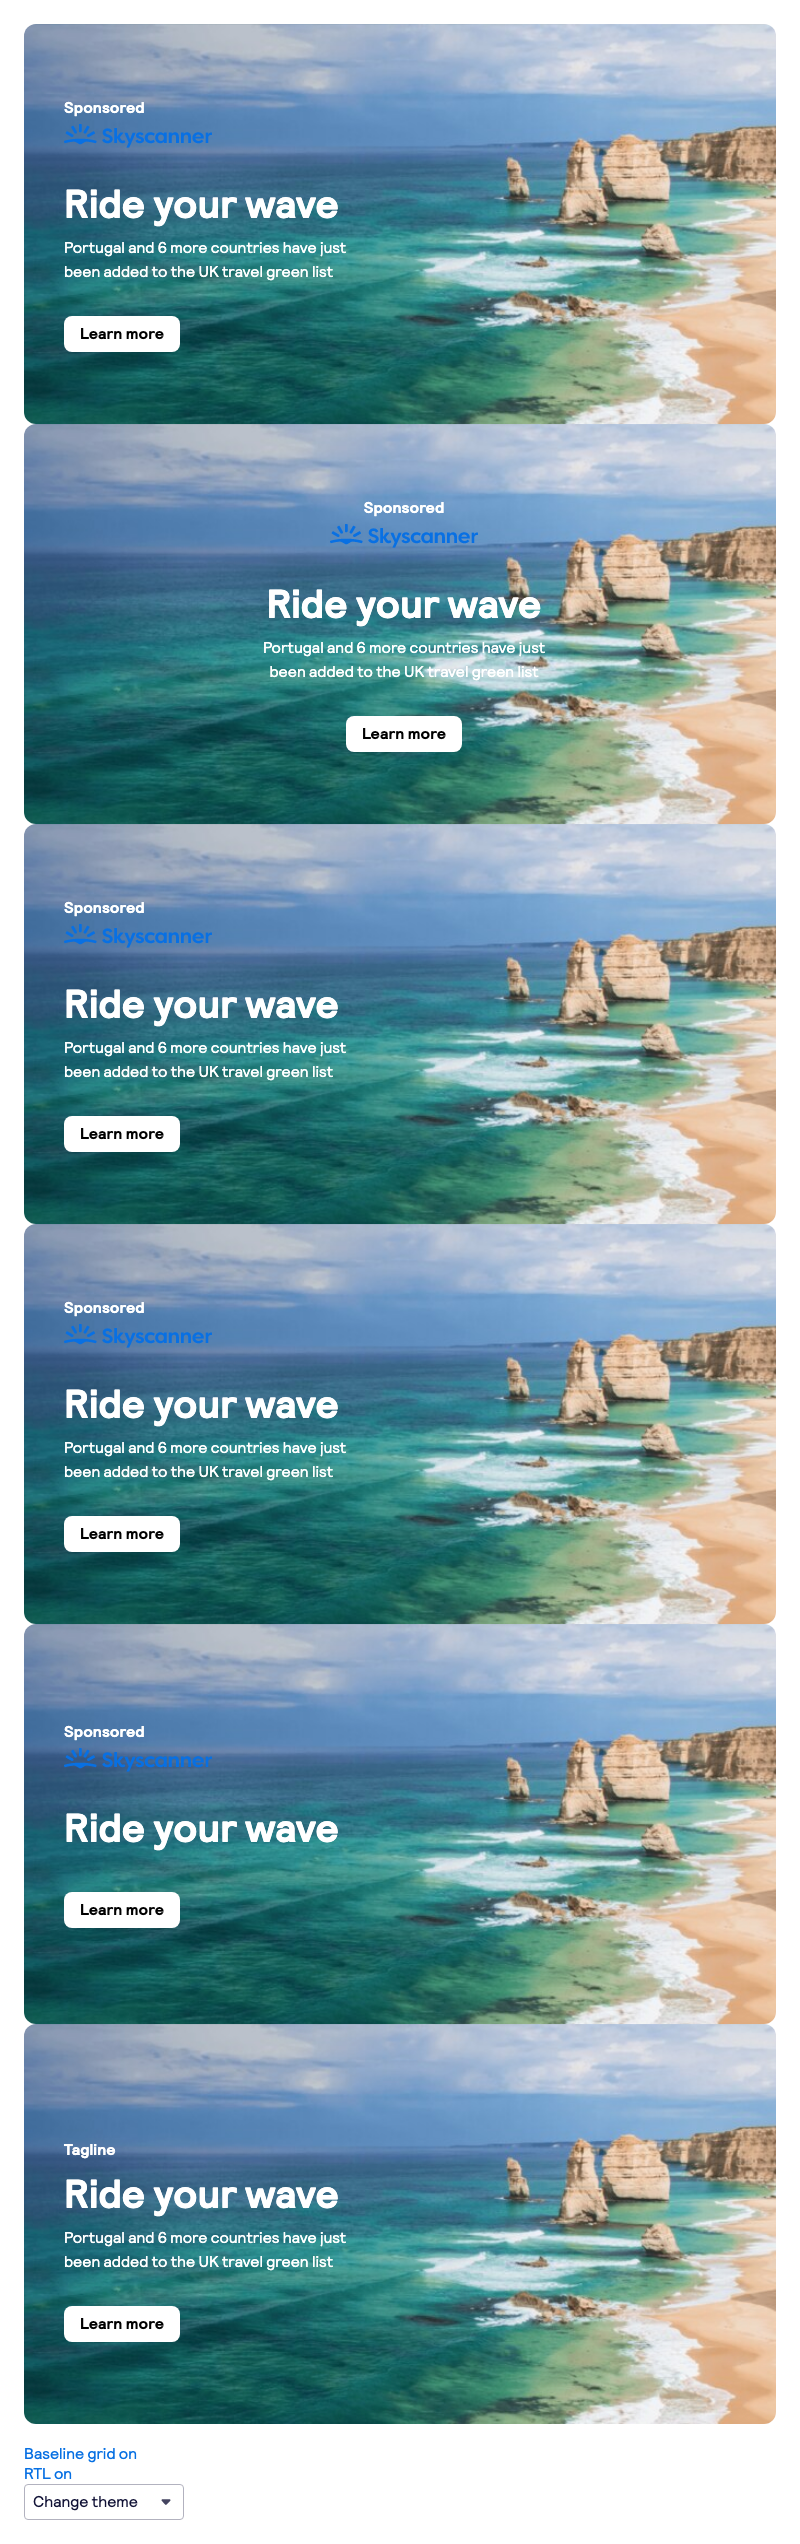 Sponsored
Skyscanner
Ride your wave
Portugal and 6 more countries have just
been added to the UK travel green list
Learn more
Sponsored
Skyscanner
Ride your wave
Portugal and 6 more countries have just
been added to the UK travel green list
Learn more
Sponsored
Skyscanner
Ride your wave
Portugal and 6 more countries have just
been added to the UK travel green list
Learn more
Sponsored
Skyscanner
Ride your wave
Portugal and 6 more countries have just
been added to the UK travel green list
Learn more
Sponsored
Skyscanner
Ride your wave
Learn more
Tagline
Ride your wave
Portugal and 6 more countries have just
been added to the UK travel green list
Learn more
Baseline grid on
RTL on
Change theme